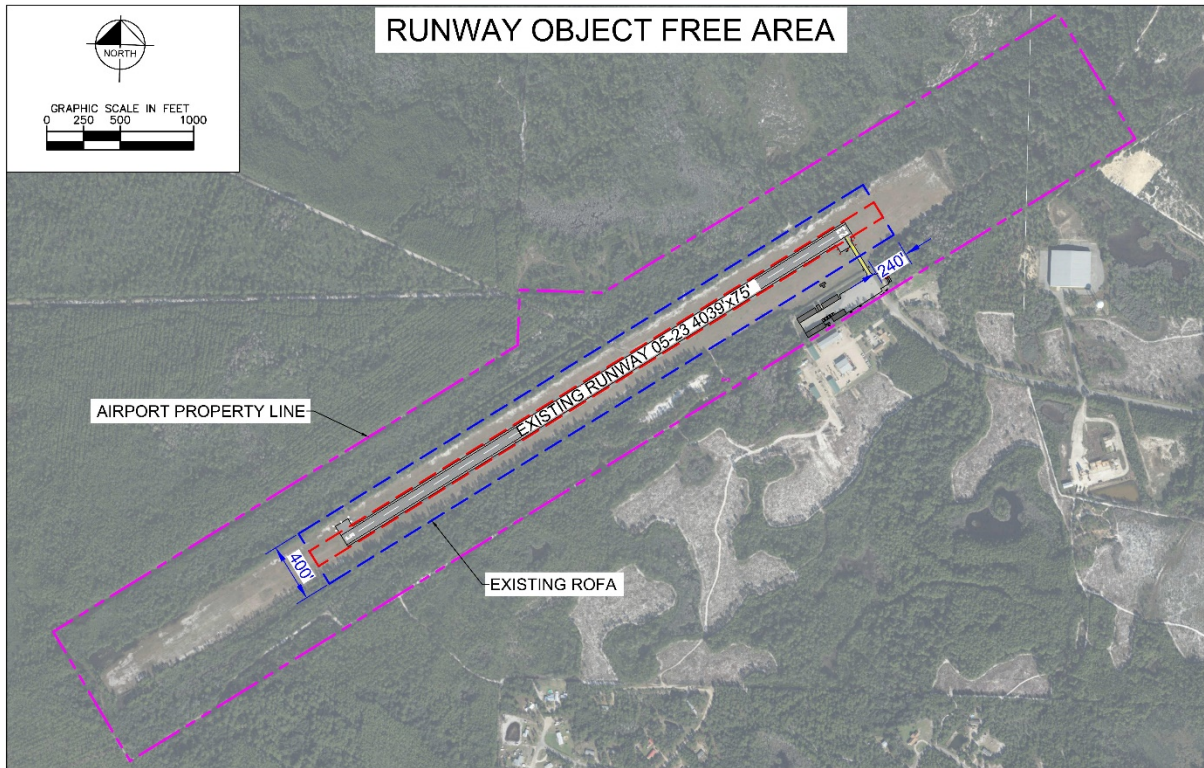 RUNWAY OBJECT FREE AREA
NORTH
GRAPHIC SCALE IN FEET
0 250 500 1000
240'
EXISTING RUNWAY 05-23 4039'x75'
AIRPORT PROPERTY LINE
400'
EXISTING ROFA